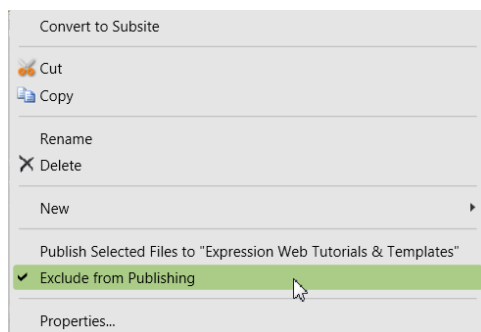 Convert to Subsite
Cut
Copy
Rename
Delete
New
Publish Selected Files to "Expression Web Tutorials & Templates"
Exclude from Publishing
Properties...